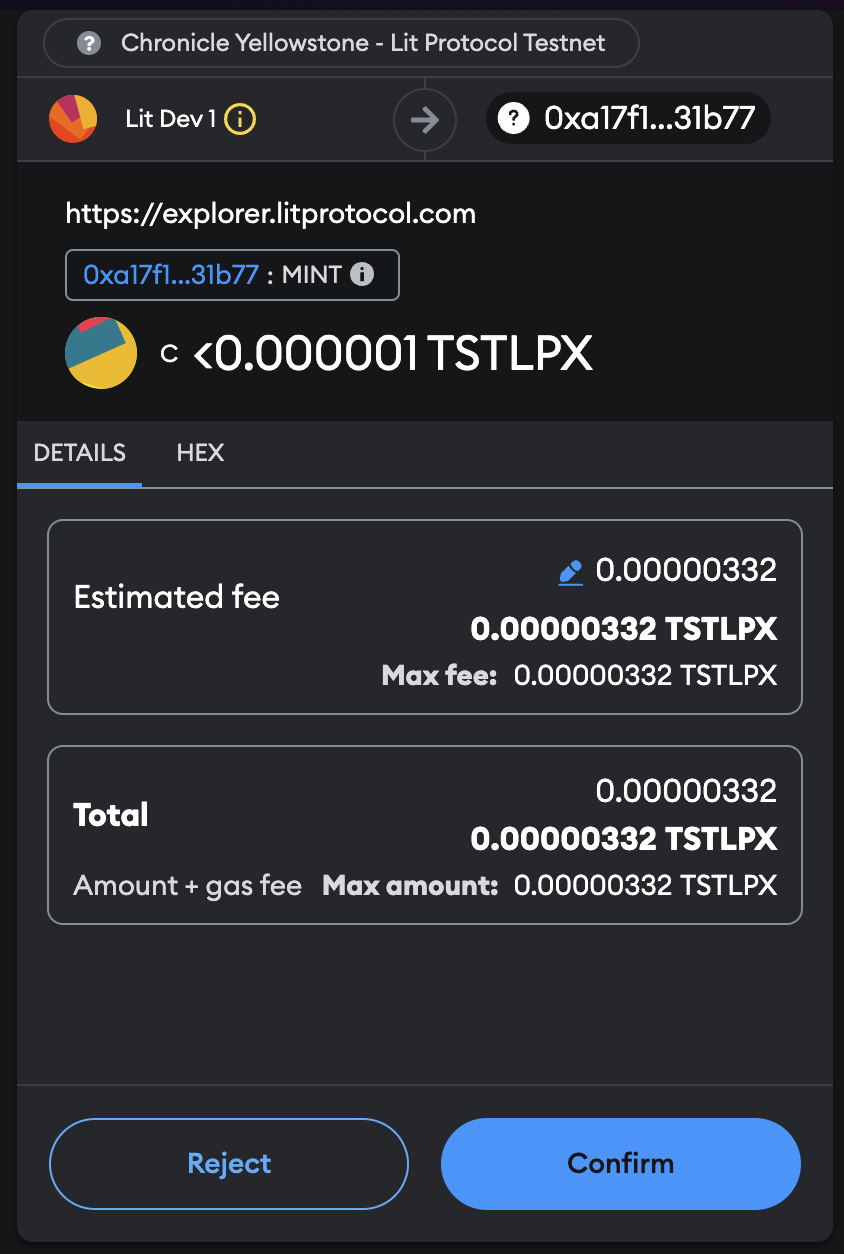 Chronicle Yellowstone - Lit Protocol Testnet
Lit Dev 1
0xa17f1...31b77
https://explorer.litprotocol.com
0xa17f1...31b77 : MINT
C <0.000001 TSTLPX
DETAILS HEX
0.00000332
Estimated fee
0.00000332 TSTLPX
Max fee: 0.00000332 TSTLPX
0.00000332
Total
0.00000332 TSTLPX
Amount + gas fee Max amount: 0.00000332 TSTLPX
Reject Confirm